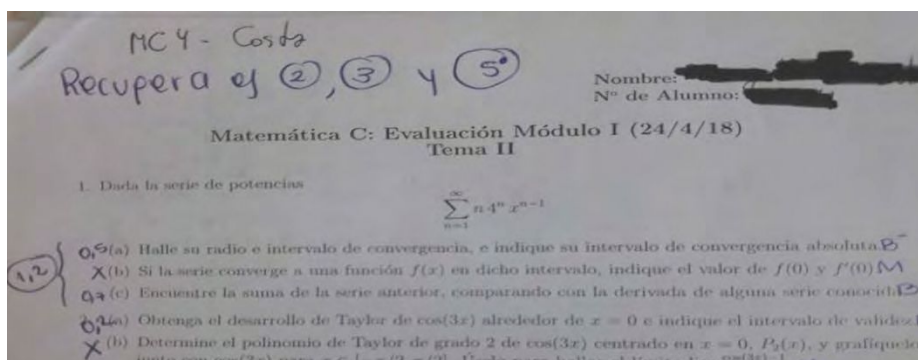 MC4 - Costa
Recupera ej 2, 3 y 5
Nombre:
Nº de Alumno:
Matemática C: Evaluación Módulo I (24/4/18)
Tema II
1. Dada la serie de potencias
∞
∑ n 4ⁿ xⁿ⁻¹
n=1
0,5 (a) Halle su radio e intervalo de convergencia, e indique su intervalo de convergencia absoluta. B⁻
X (b) Si la serie converge a una función f(x) en dicho intervalo, indique el valor de f(0) y f'(0) M
1,2
0,7 (c) Encuentre la suma de la serie anterior, comparando con la derivada de alguna serie conocida B
(a) Obtenga el desarrollo de Taylor de cos(3x) alrededor de x = 0 e indique el intervalo de validez.
X (b) Determine el polinomio de Taylor de grado 2 de cos(3x) centrado en x = 0, P₂(x), y grafíquelo